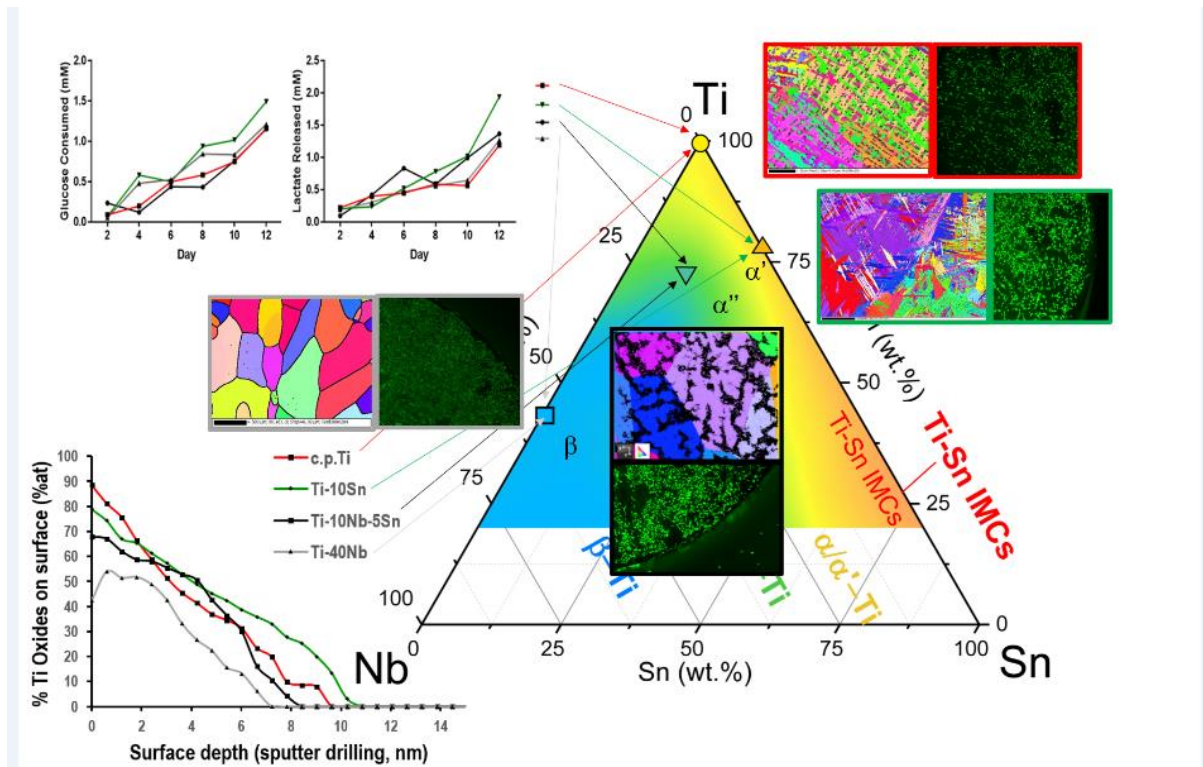 Glucose Consumed (mM)
2.0
1.5
1.0
0.5
0.0
2 4 6 8 10 12
Day
Lactate Released (mM)
2.0
1.5
1.0
0.5
0.0
2 4 6 8 10 12
Day
Ti
0
100
25
75
α'
α''
50
50
(wt.%)
β
75
25
Ti-Sn IMCs
Ti-Sn IMCs
β-Ti
-Ti
α/α'-Ti
100
0
0 25 50 75 100
Nb
Sn (wt.%)
Sn
c.p.Ti
Ti-10Sn
Ti-10Nb-5Sn
Ti-40Nb
% Ti Oxides on surface (%at)
100
90
80
70
60
50
40
30
20
10
0
0 2 4 6 8 10 12 14
Surface depth (sputter drilling, nm)